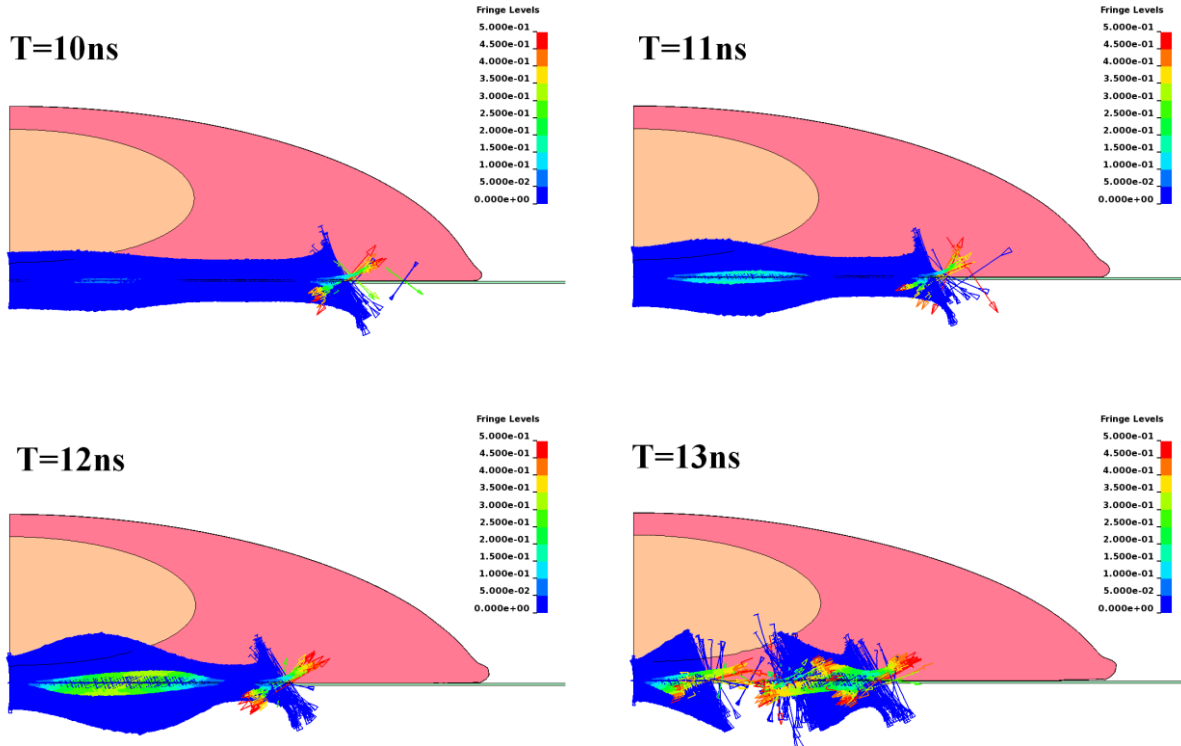 T=10ns
Fringe Levels
5.000e-01
4.500e-01
4.000e-01
3.500e-01
3.000e-01
2.500e-01
2.000e-01
1.500e-01
1.000e-01
5.000e-02
0.000e+00
T=11ns
Fringe Levels
5.000e-01
4.500e-01
4.000e-01
3.500e-01
3.000e-01
2.500e-01
2.000e-01
1.500e-01
1.000e-01
5.000e-02
0.000e+00
T=12ns
Fringe Levels
5.000e-01
4.500e-01
4.000e-01
3.500e-01
3.000e-01
2.500e-01
2.000e-01
1.500e-01
1.000e-01
5.000e-02
0.000e+00
T=13ns
Fringe Levels
5.000e-01
4.500e-01
4.000e-01
3.500e-01
3.000e-01
2.500e-01
2.000e-01
1.500e-01
1.000e-01
5.000e-02
0.000e+00